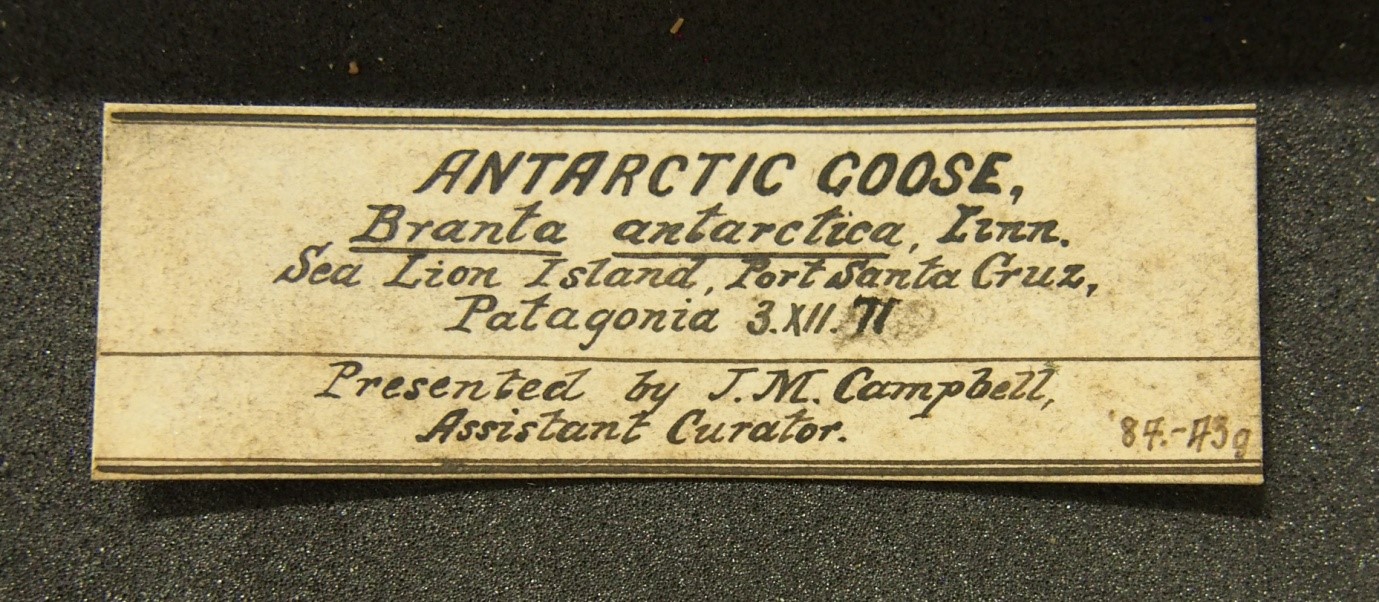 ANTARCTIC GOOSE,
Branta antarctica, Linn.
Sea Lion Island, Port Santa Cruz,
Patagonia 3.XII.71
Presented by J.M. Campbell,
Assistant Curator.
'84.-43g